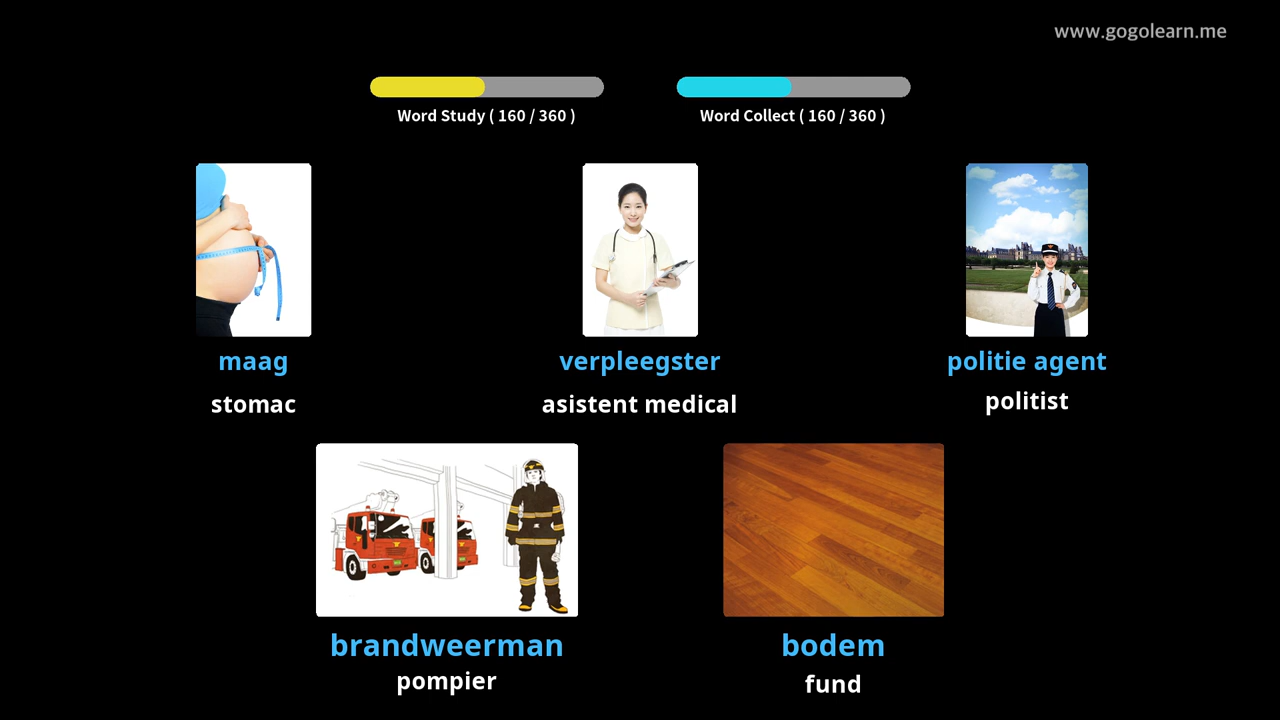 www.gogolearn.me
Word Study ( 160 / 360 )
Word Collect ( 160 / 360 )
maag
stomac
verpleegster
asistent medical
politie agent
politist
brandweerman
pompier
bodem
fund